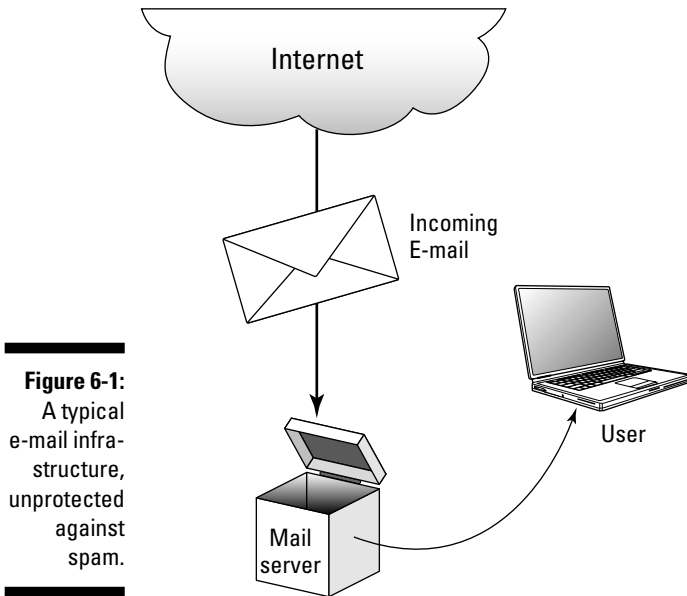 Internet
Incoming
E-mail
User
Mail
server
Figure 6-1:
A typical
e-mail infra-
structure,
unprotected
against
spam.